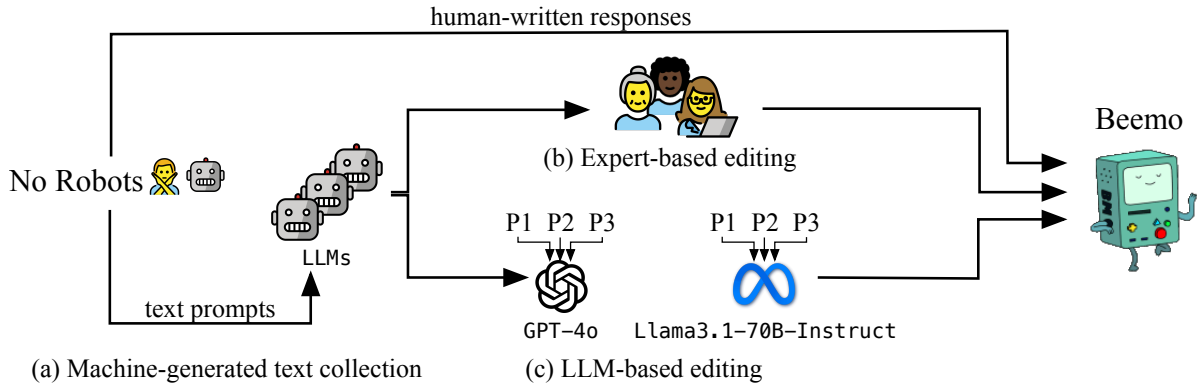 human-written responses
Beemo
(b) Expert-based editing
No Robots
P1 P2 P3 P1 P2 P3
LLMs
text prompts
GPT-4o Llama3.1-70B-Instruct
(a) Machine-generated text collection (c) LLM-based editing